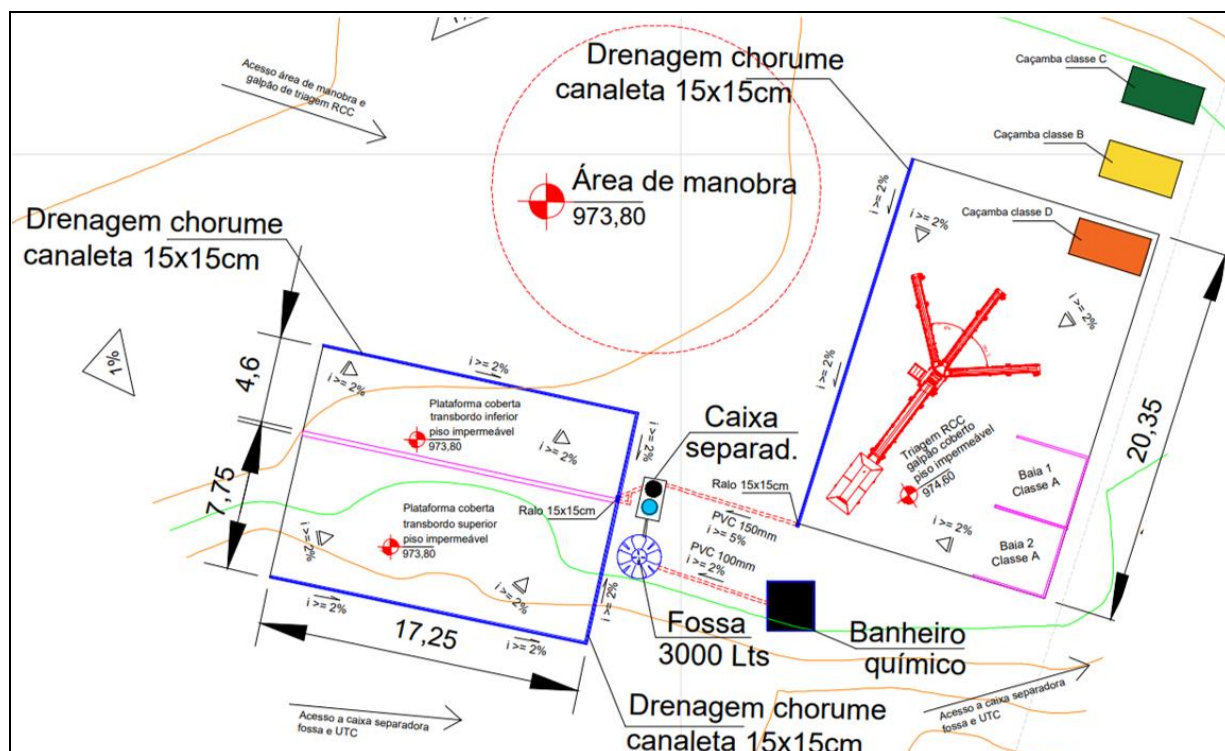 Acesso área de manobra e
galpão de triagem RCC
Drenagem chorume
canaleta 15x15cm
Caçamba classe C
Caçamba classe B
Caçamba classe D
Área de manobra
973,80
i >= 2%
i >= 2%
i >= 2%
i >= 2%
Drenagem chorume
canaleta 15x15cm
1%
4,6
7,75
17,25
20,35
i >= 2%
i >= 2%
Plataforma coberta
transbordo inferior
piso impermeável
973,80
i >= 2%
i >= 2%
Plataforma coberta
transbordo superior
piso impermeável
973,80
i >= 2%
i >= 2%
i >= 2%
i >= 2%
i >= 2%
Ralo 15x15cm
Caixa
separad.
Ralo 15x15cm
PVC 150mm
i >= 5%
PVC 100mm
i >= 2%
Triagem RCC
galpão coberto
piso impermeável
974,60
i >= 2%
Baia 1
Classe A
Baia 2
Classe A
Fossa
3000 Lts
Banheiro
químico
Drenagem chorume
canaleta 15x15cm
Acesso a caixa separadora
fossa e UTC
Acesso a caixa separadora
fossa e UTC